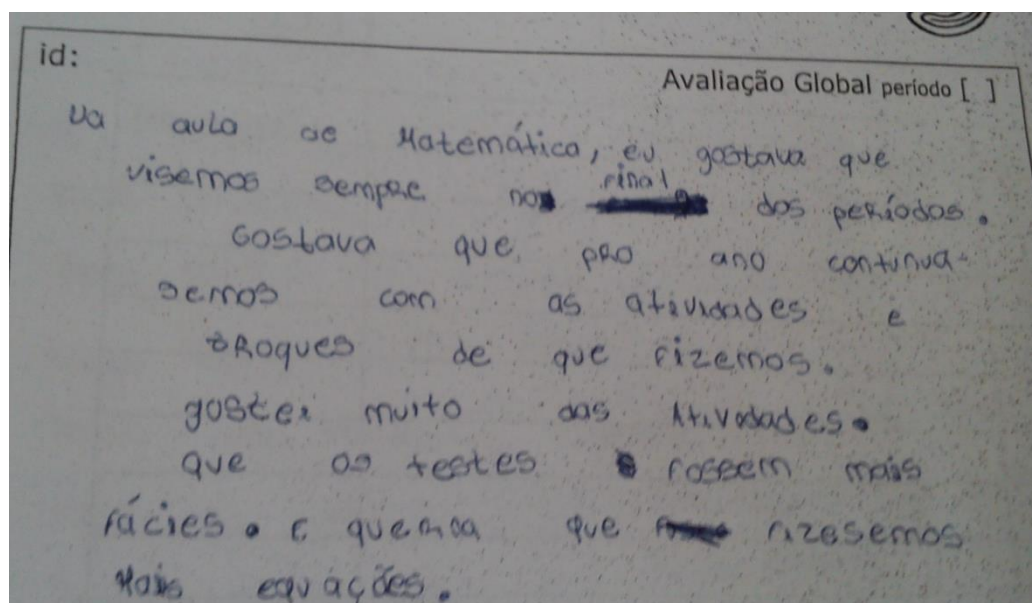 id:
Avaliação Global período [ ]
Na aula de Matemática, eu gostava que
visemos sempre no final dos períodos.
Gostava que pro ano continua-
semos com as atividades e
troques de que fizemos.
gostei muito das Atividades.
que os testes fossem mais
fácies. E queria que fizesemos
Mais equações.